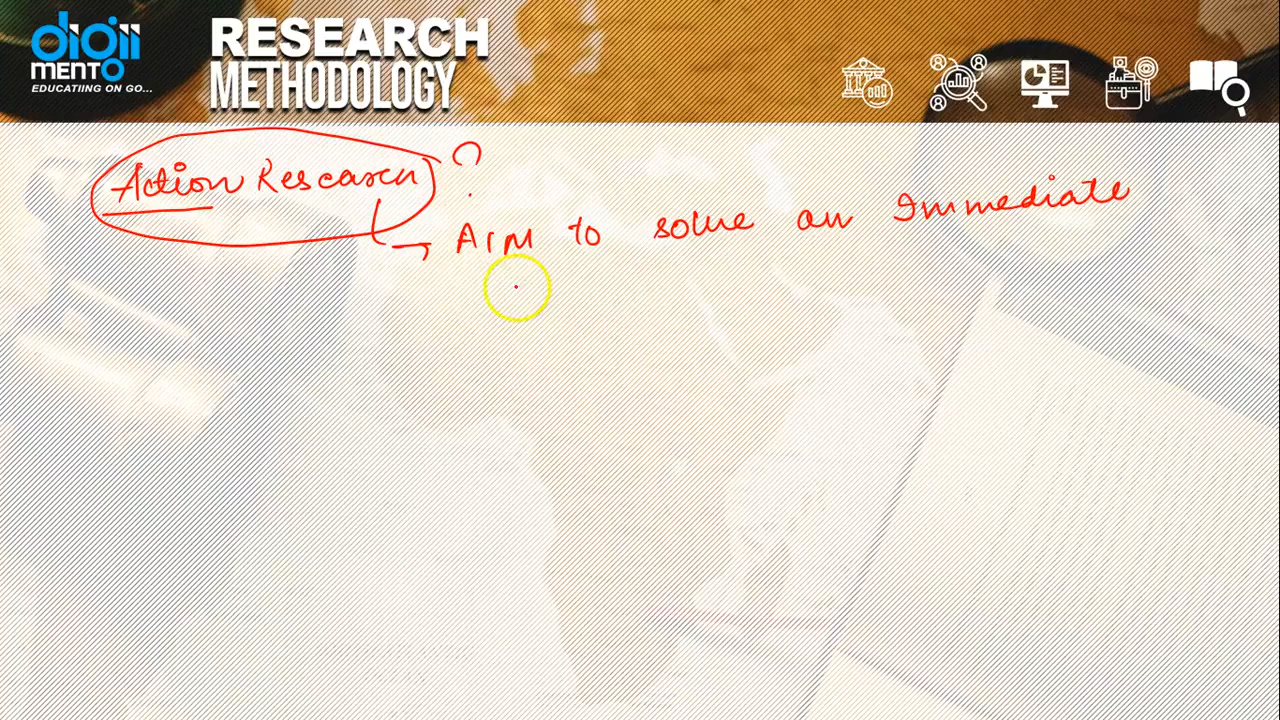 digii
MENTO
EDUCATIING ON GO...
RESEARCH
METHODOLOGY
Action Research ?
→ AIM to solve an Immediate